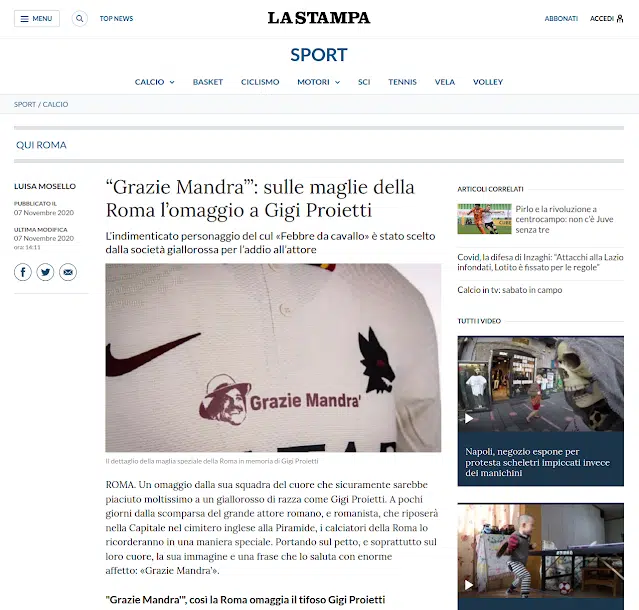 MENU
TOP NEWS
LA STAMPA
ABBONATI
ACCEDI
SPORT
CALCIO
BASKET
CICLISMO
MOTORI
SCI
TENNIS
VELA
VOLLEY
SPORT / CALCIO
QUI ROMA
LUISA MOSELLO
PUBBLICATO IL
07 Novembre 2020
ULTIMA MODIFICA
07 Novembre 2020
ora: 14:11
“Grazie Mandra’”: sulle maglie della
Roma l’omaggio a Gigi Proietti
L’indimenticato personaggio del cul «Febbre da cavallo» è stato scelto
dalla società giallorossa per l’addio all’attore
Grazie Mandra'
Il dettaglio della maglia speziale della Roma in memoria di Gigi Proietti
ROMA. Un omaggio dalla sua squadra del cuore che sicuramente sarebbe
piaciuto moltissimo a un giallorosso di razza come Gigi Proietti. A pochi
giorni dalla scomparsa del grande attore romano, e romanista, che riposerà
nella Capitale nel cimitero inglese alla Piramide, i calciatori della Roma lo
ricorderanno in una maniera speciale. Portando sul petto, e soprattutto sul
loro cuore, la sua immagine e una frase che lo saluta con enorme
affetto: «Grazie Mandra’».
"Grazie Mandra'", così la Roma omaggia il tifoso Gigi Proietti
ARTICOLI CORRELATI
Pirlo e la rivoluzione a
centrocampo: non c’è Juve
senza tre
Covid, la difesa di Inzaghi: “Attacchi alla Lazio
infondati, Lotito è fissato per le regole”
Calcio in tv: sabato in campo
TUTTI I VIDEO
Napoli, negozio espone per
protesta scheletri impiccati invece
dei manichini